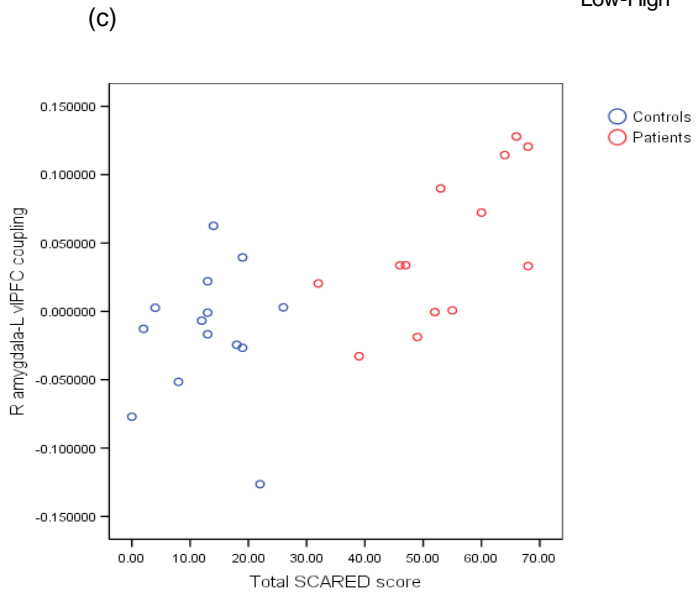 Low-High
(c)
0.150000
0.100000
0.050000
0.000000
-0.050000
-0.100000
-0.150000
R amygdala-L vlPFC coupling
0.00 10.00 20.00 30.00 40.00 50.00 60.00 70.00
Total SCARED score
Controls
Patients